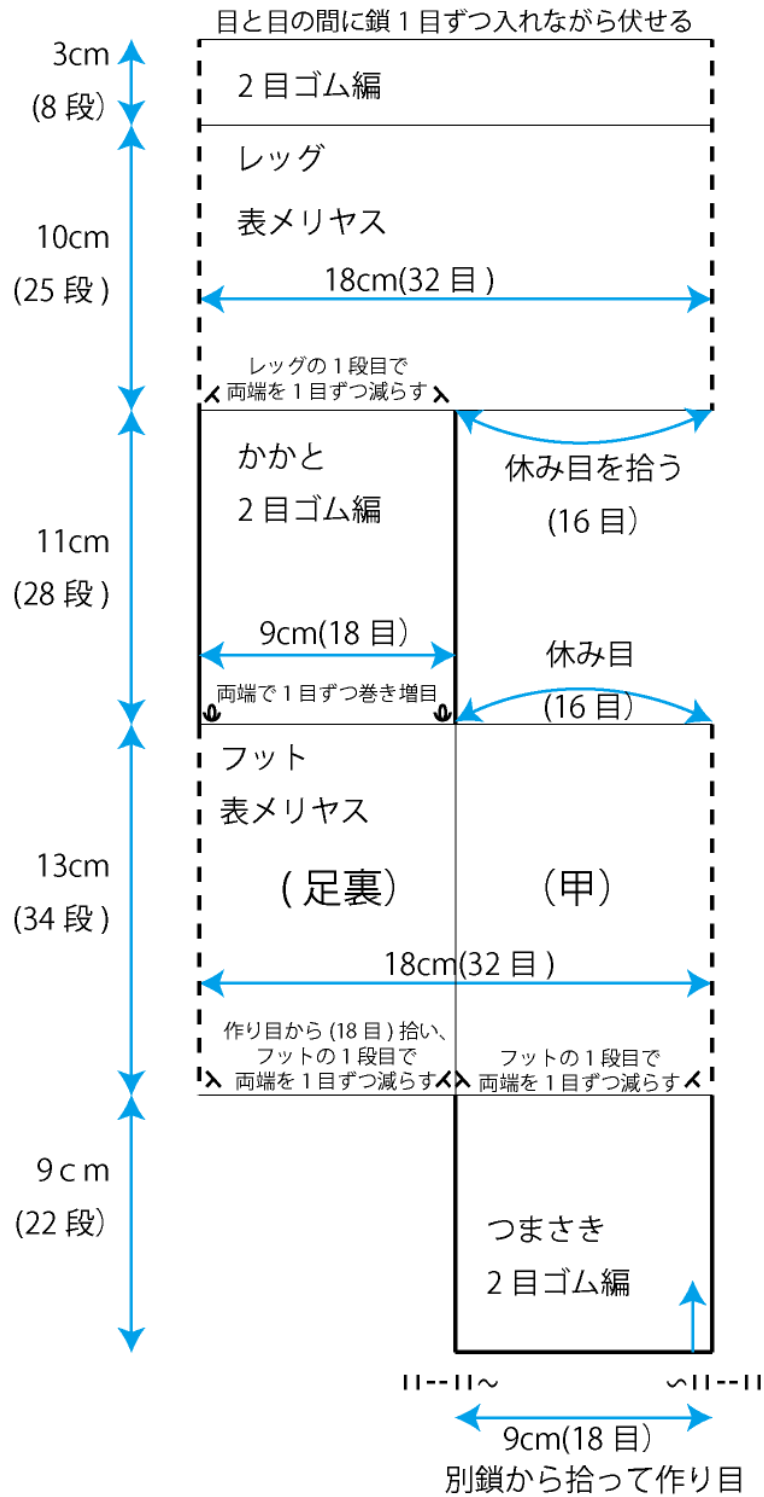 目と目の間に鎖1目ずつ入れながら伏せる
3cm
(8 段)
2目ゴム編
レッグ
表メリヤス
10cm
(25 段)
18cm(32 目)
レッグの1段目で
両端を1目ずつ減らす
かかと
2目ゴム編
休み目を拾う
(16 目)
11cm
(28 段)
9cm(18 目)
休み目
(16 目)
両端で1目ずつ巻き増目
フット
表メリヤス
13cm
(34 段)
(足裏)
(甲)
18cm(32 目)
作り目から(18目)拾い、
フットの1段目で
両端を1目ずつ減らす
フットの1段目で
両端を1目ずつ減らす
9cm
(22 段)
つまさき
2目ゴム編
9cm(18 目)
別鎖から拾って作り目